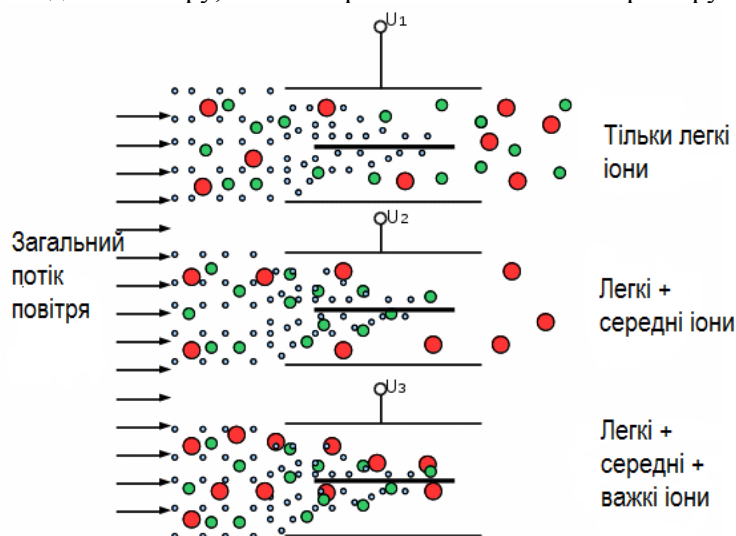 U1
Тільки легкі
іони
U2
Загальний
потік
повітря
Легкі +
середні іони
U3
Легкі +
середні +
важкі іони